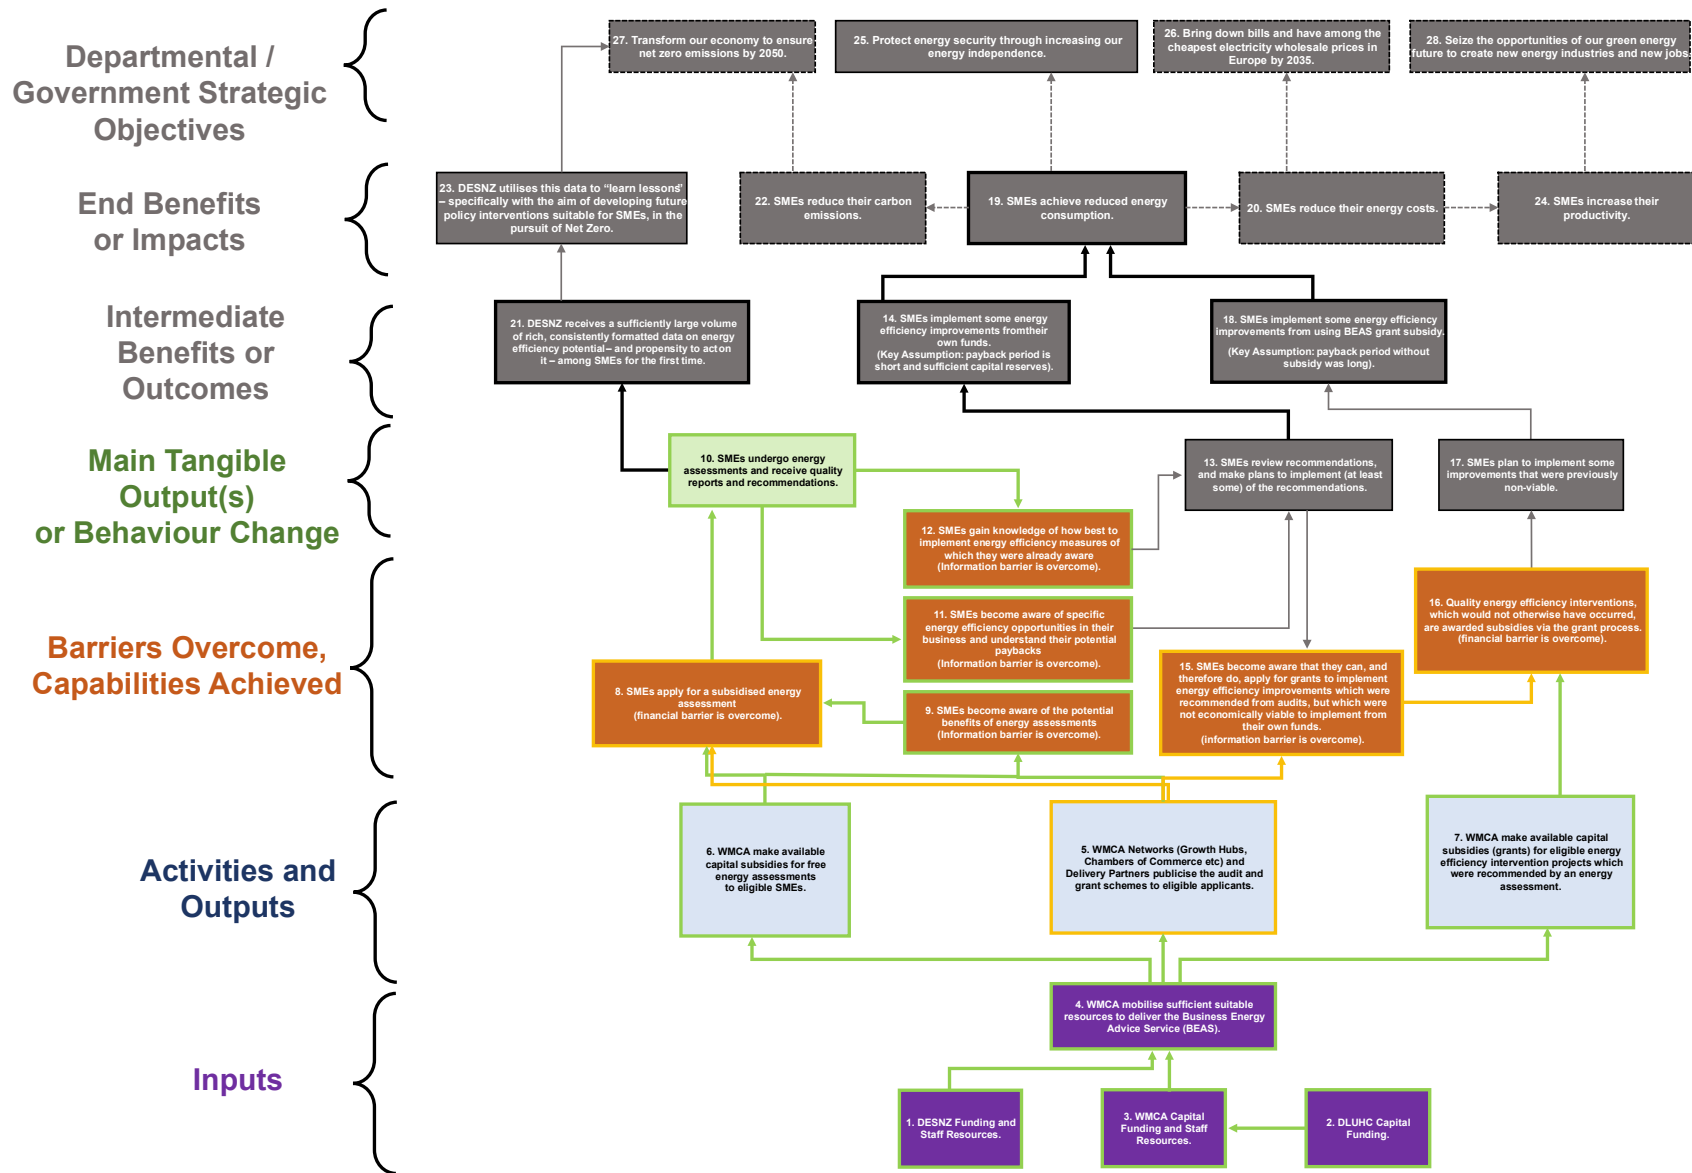 Departmental /
Government Strategic
Objectives
27. Transform our economy to ensure
net zero emissions by 2050.
25. Protect energy security through increasing our
energy independence.
26. Bring down bills and have among the
cheapest electricity wholesale prices in
Europe by 2035.
28. Seize the opportunities of our green energy
future to create new energy industries and new jobs.
End Benefits
or Impacts
23. DESNZ utilises this data to “learn lessons”
– specifically with the aim of developing future
policy interventions suitable for SMEs, in the
pursuit of Net Zero.
22. SMEs reduce their carbon
emissions.
19. SMEs achieve reduced energy
consumption.
20. SMEs reduce their energy costs.
24. SMEs increase their
productivity.
Intermediate
Benefits or
Outcomes
21. DESNZ receives a sufficiently large volume
of rich, consistently formatted data on energy
efficiency potential – and propensity to act on
it – among SMEs for the first time.
14. SMEs implement some energy
efficiency improvements from their
own funds.
(Key Assumption: payback period is
short and sufficient capital reserves).
18. SMEs implement some energy efficiency
improvements from using BEAS grant subsidy.
(Key Assumption: payback period without
subsidy was long).
Main Tangible
Output(s)
or Behaviour Change
10. SMEs undergo energy
assessments and receive quality
reports and recommendations.
13. SMEs review recommendations,
and make plans to implement (at least
some) of the recommendations.
17. SMEs plan to implement some
improvements that were previously
non-viable.
12. SMEs gain knowledge of how best to
implement energy efficiency measures of
which they were already aware
(Information barrier is overcome).
Barriers Overcome,
Capabilities Achieved
11. SMEs become aware of specific
energy efficiency opportunities in their
business and understand their potential
paybacks
(Information barrier is overcome).
16. Quality energy efficiency interventions,
which would not otherwise have occurred,
are awarded subsidies via the grant process.
(financial barrier is overcome).
8. SMEs apply for a subsidised energy
assessment
(financial barrier is overcome).
9. SMEs become aware of the potential
benefits of energy assessments
(Information barrier is overcome).
15. SMEs become aware that they can, and
therefore do, apply for grants to implement
energy efficiency improvements which were
recommended from audits, but which were
not economically viable to implement from
their own funds.
(information barrier is overcome).
Activities and
Outputs
6. WMCA make available
capital subsidies for free
energy assessments
to eligible SMEs.
5. WMCA Networks (Growth Hubs,
Chambers of Commerce etc) and
Delivery Partners publicise the audit and
grant schemes to eligible applicants.
7. WMCA make available capital
subsidies (grants) for eligible energy
efficiency intervention projects which
were recommended by an energy
assessment.
Inputs
4. WMCA mobilise sufficient suitable
resources to deliver the Business Energy
Advice Service (BEAS).
1. DESNZ Funding and
Staff Resources.
3. WMCA Capital
Funding and Staff
Resources.
2. DLUHC Capital
Funding.